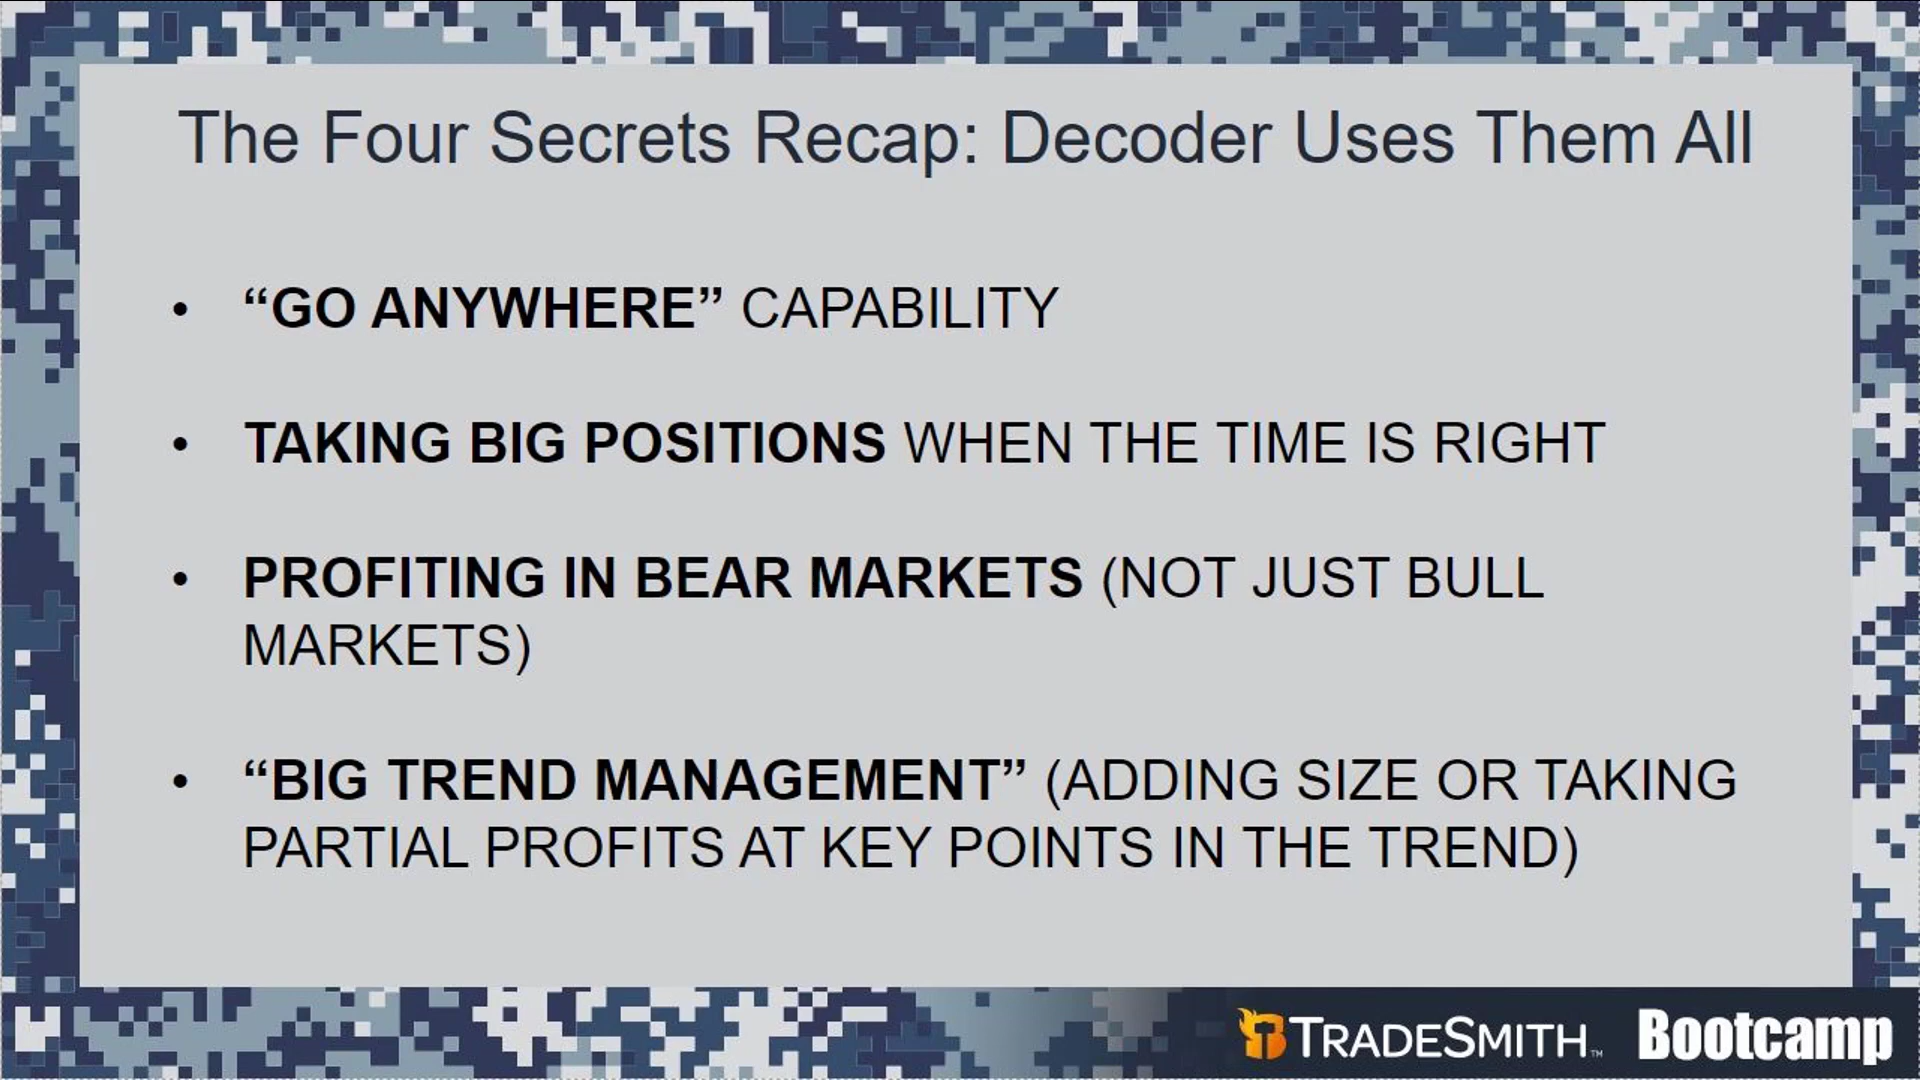 The Four Secrets Recap: Decoder Uses Them All
• “GO ANYWHERE” CAPABILITY
• TAKING BIG POSITIONS WHEN THE TIME IS RIGHT
• PROFITING IN BEAR MARKETS (NOT JUST BULL
MARKETS)
• “BIG TREND MANAGEMENT” (ADDING SIZE OR TAKING
PARTIAL PROFITS AT KEY POINTS IN THE TREND)
TRADESMITH™ Bootcamp